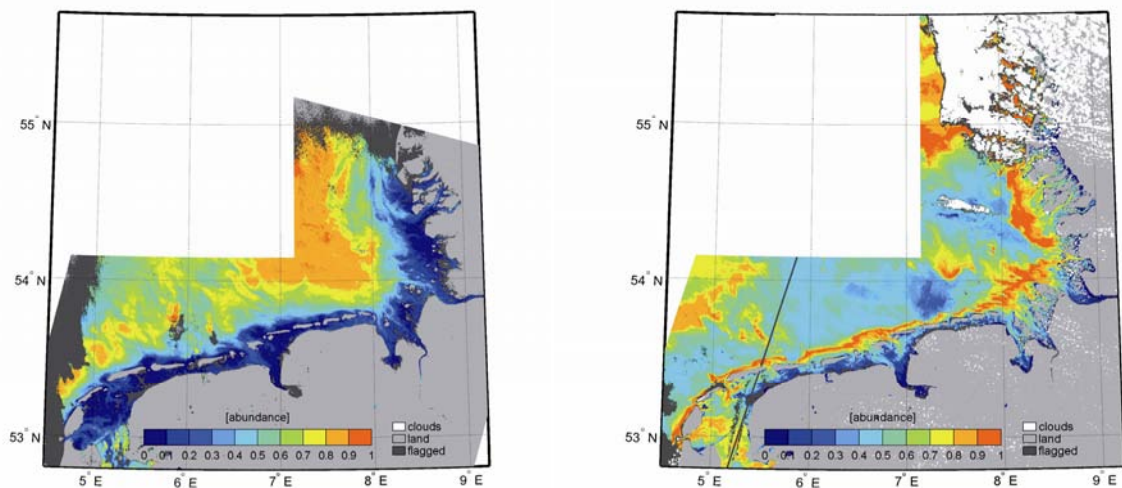 55° N
54° N
53° N
[abundance]
0 0.1 0.2 0.3 0.4 0.5 0.6 0.7 0.8 0.9 1
clouds
land
flagged
5° E 6° E 7° E 8° E 9° E
55° N
54° N
53° N
[abundance]
0 0.1 0.2 0.3 0.4 0.5 0.6 0.7 0.8 0.9 1
clouds
land
flagged
5° E 6° E 7° E 8° E 9° E